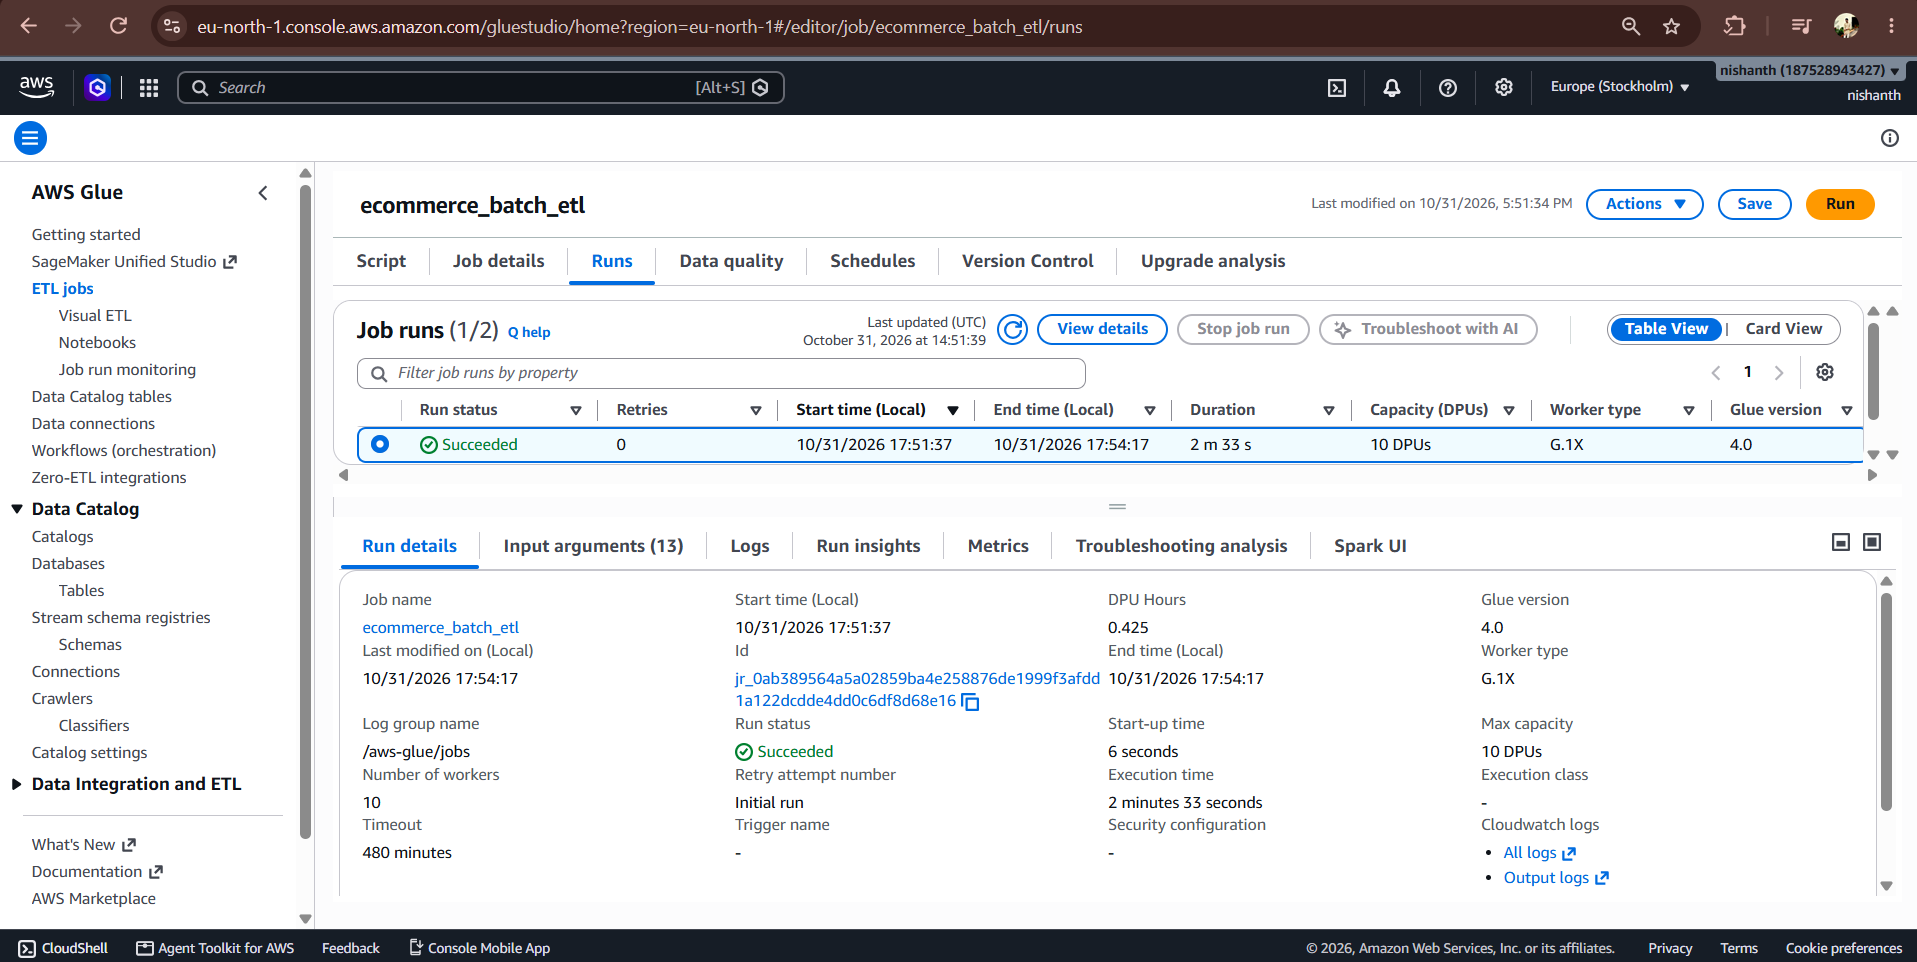 eu-north-1.console.aws.amazon.com/gluestudio/home?region=eu-north-1#/editor/job/ecommerce_batch_etl/runs
aws
Search
[Alt+S]
Europe (Stockholm)
nishanth (187528943427)
nishanth
AWS Glue
Getting started
SageMaker Unified Studio
ETL jobs
Visual ETL
Notebooks
Job run monitoring
Data Catalog tables
Data connections
Workflows (orchestration)
Zero-ETL integrations
Data Catalog
Catalogs
Databases
Tables
Stream schema registries
Schemas
Connections
Crawlers
Classifiers
Catalog settings
Data Integration and ETL
What's New
Documentation
AWS Marketplace
ecommerce_batch_etl
Last modified on 10/31/2026, 5:51:34 PM
Actions
Save
Run
Script
Job details
Runs
Data quality
Schedules
Version Control
Upgrade analysis
Job runs (1/2) Q help
Last updated (UTC)
October 31, 2026 at 14:51:39
View details
Stop job run
Troubleshoot with AI
Table View
Card View
Filter job runs by property
1
Run status Retries Start time (Local) End time (Local) Duration Capacity (DPUs) Worker type Glue version
Succeeded 0 10/31/2026 17:51:37 10/31/2026 17:54:17 2 m 33 s 10 DPUs G.1X 4.0
Run details
Input arguments (13)
Logs
Run insights
Metrics
Troubleshooting analysis
Spark UI
Job name
ecommerce_batch_etl
Last modified on (Local)
10/31/2026 17:54:17
Log group name
/aws-glue/jobs
Number of workers
10
Timeout
480 minutes
Start time (Local)
10/31/2026 17:51:37
Id
jr_0ab389564a5a02859ba4e258876de1999f3afdd
1a122dcdde4dd0c6df8d68e16
Run status
Succeeded
Retry attempt number
Initial run
Trigger name
-
DPU Hours
0.425
End time (Local)
10/31/2026 17:54:17
Start-up time
6 seconds
Execution time
2 minutes 33 seconds
Security configuration
-
Glue version
4.0
Worker type
G.1X
Max capacity
10 DPUs
Execution class
-
Cloudwatch logs
• All logs
• Output logs
CloudShell
Agent Toolkit for AWS
Feedback
Console Mobile App
© 2026, Amazon Web Services, Inc. or its affiliates.
Privacy
Terms
Cookie preferences